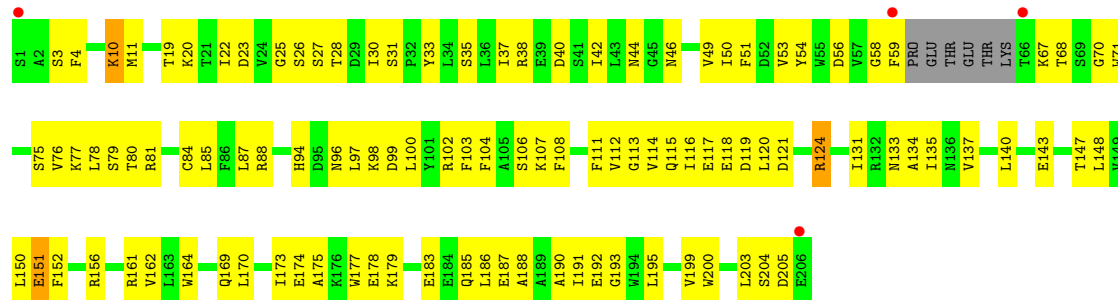 S1 A2 S3 F4 K10 M11 T19 K20 T21 I22 D23 V24 G25 S26 S27 T28 D29 I30 S31 P32 Y33 L34 S35 L36 I37 R38 E39 D40 S41 I42 L43 N44 G45 N46 V49 I50 F51 D52 V53 Y54 W55 D56 V57 G58 F59 PRO GLU THR GLU THR LYS T66 K67 T68 S69 G70 W71
S75 V76 K77 L78 S79 T80 R81 C84 L85 F86 L87 R88 H94 D95 N96 L97 K98 D99 L100 Y101 R102 F103 F104 A105 S106 K107 F108 F111 V112 G113 V114 Q115 I116 E117 E118 D119 L120 D121 R124 I131 R132 N133 A134 I135 N136 V137 L140 E143 T147 L148 V149
L150 E151 F152 R156 R161 V162 L163 W164 Q169 L170 I173 E174 A175 K176 W177 E178 K179 E183 E184 Q185 L186 E187 A188 A189 A190 I191 E192 G193 W194 L195 V199 W200 L203 S204 D205 E206